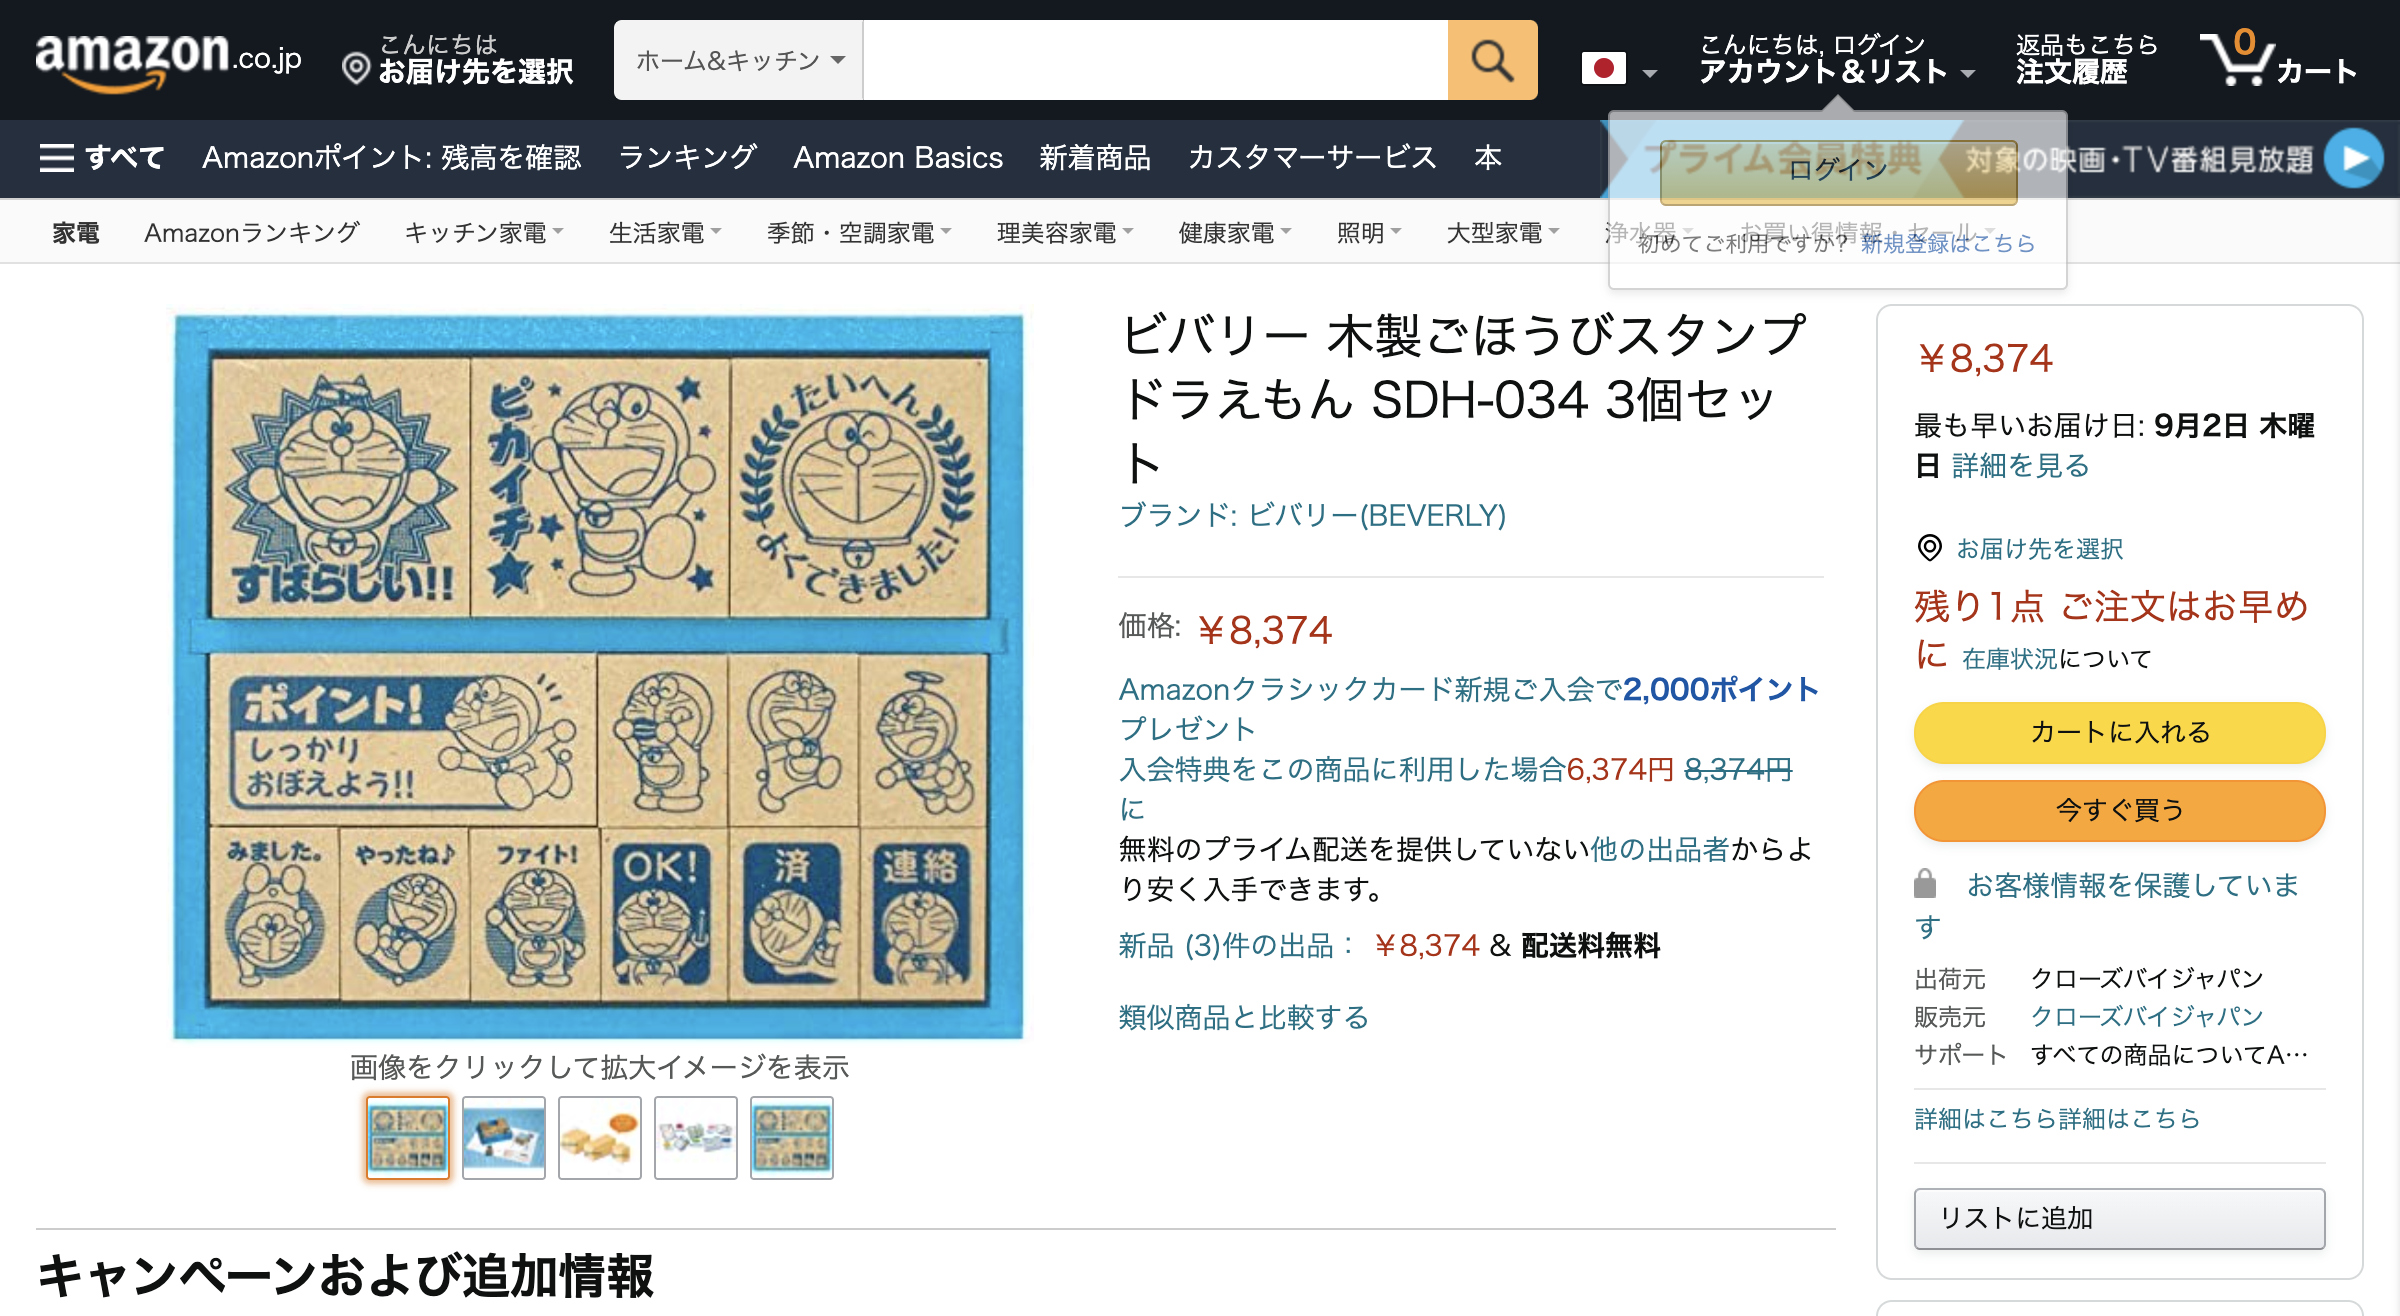 amazon.co.jp
こんにちは
お届け先を選択
ホーム&キッチン
こんにちは, ログイン
アカウント&リスト
返品もこちら
注文履歴
0
カート
すべて
Amazonポイント: 残高を確認
ランキング
Amazon Basics
新着商品
カスタマーサービス
本
プライム会員特典
対象の映画・TV番組見放題
ログイン
初めてご利用ですか? 新規登録はこちら
家電
Amazonランキング
キッチン家電
生活家電
季節・空調家電
理美容家電
健康家電
照明
大型家電
浄水器
お買い得情報・セール
すばらしい!!
ピカイチ★
たいへん
よくできました!
ポイント!
しっかり
おぼえよう!!
みました。
やったね♪
ファイト!
OK!
済
連絡
画像をクリックして拡大イメージを表示
ビバリー 木製ごほうびスタンプ
ドラえもん SDH-034 3個セッ
ト
ブランド: ビバリー(BEVERLY)
価格: ￥8,374
Amazonクラシックカード新規ご入会で2,000ポイント
プレゼント
入会特典をこの商品に利用した場合6,374円 8,374円
に
無料のプライム配送を提供していない他の出品者からよ
り安く入手できます。
新品 (3)件の出品： ￥8,374 & 配送料無料
類似商品と比較する
￥8,374
最も早いお届け日: 9月2日 木曜
日 詳細を見る
お届け先を選択
残り1点 ご注文はお早め
に 在庫状況について
カートに入れる
今すぐ買う
お客様情報を保護していま
す
出荷元 クローズバイジャパン
販売元 クローズバイジャパン
サポート すべての商品についてA…
詳細はこちら詳細はこちら
リストに追加
キャンペーンおよび追加情報